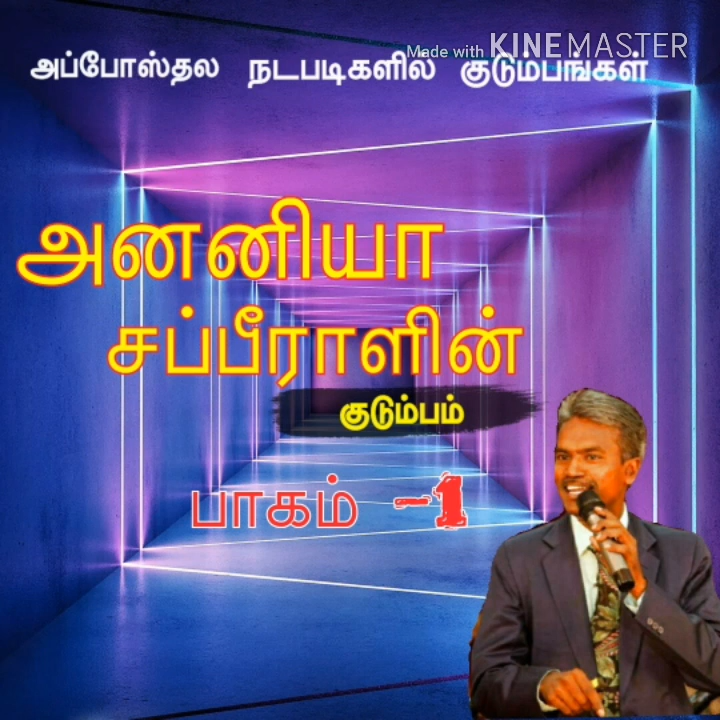 Made with KINEMASTER
அப்போஸ்தல நடபடிகளில் குடும்பங்கள்
அனனியா
சப்பீராளின்
குடும்பம்
பாகம் -1